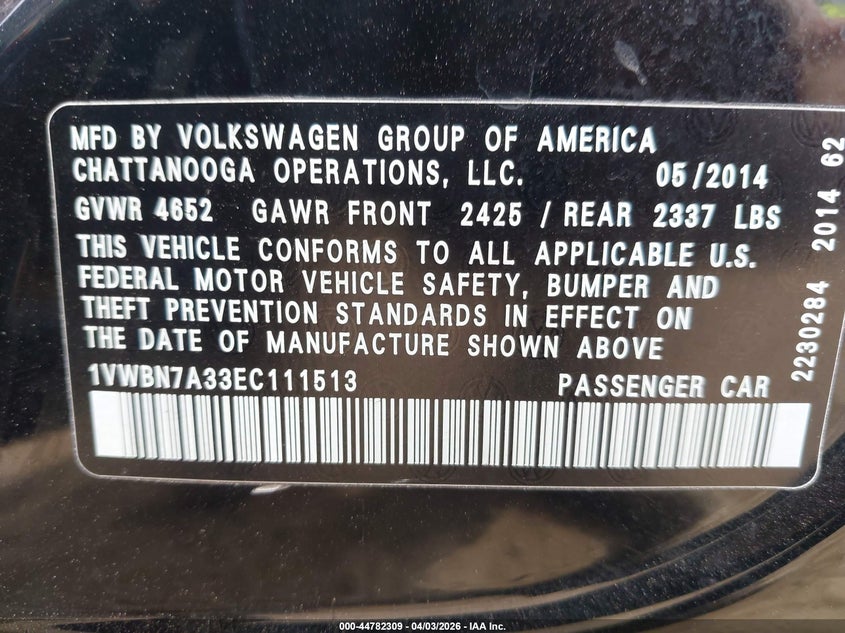 MFD BY VOLKSWAGEN GROUP OF AMERICA
CHATTANOOGA OPERATIONS, LLC. 05/2014
GVWR 4652 GAWR FRONT 2425 / REAR 2337 LBS
THIS VEHICLE CONFORMS TO ALL APPLICABLE U.S.
FEDERAL MOTOR VEHICLE SAFETY, BUMPER AND
THEFT PREVENTION STANDARDS IN EFFECT ON
THE DATE OF MANUFACTURE SHOWN ABOVE
1VWBN7A33EC111513 PASSENGER CAR
2230284 2014 62
000-44782309 - 04/03/2026 - IAA Inc.